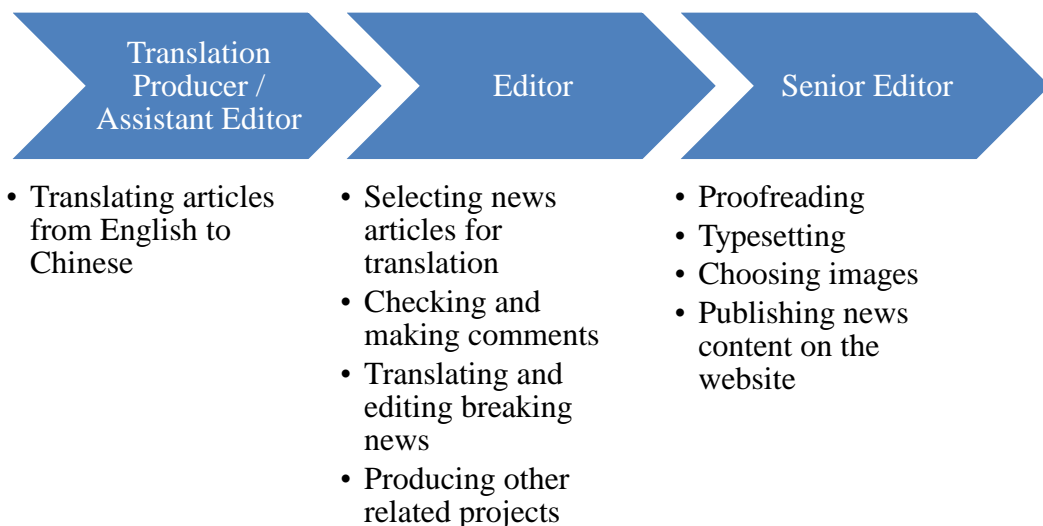 Translation
Producer /
Assistant Editor
Editor
Senior Editor
• Translating articles
from English to
Chinese
• Selecting news
articles for
translation
• Checking and
making comments
• Translating and
editing breaking
news
• Producing other
related projects
• Proofreading
• Typesetting
• Choosing images
• Publishing news
content on the
website